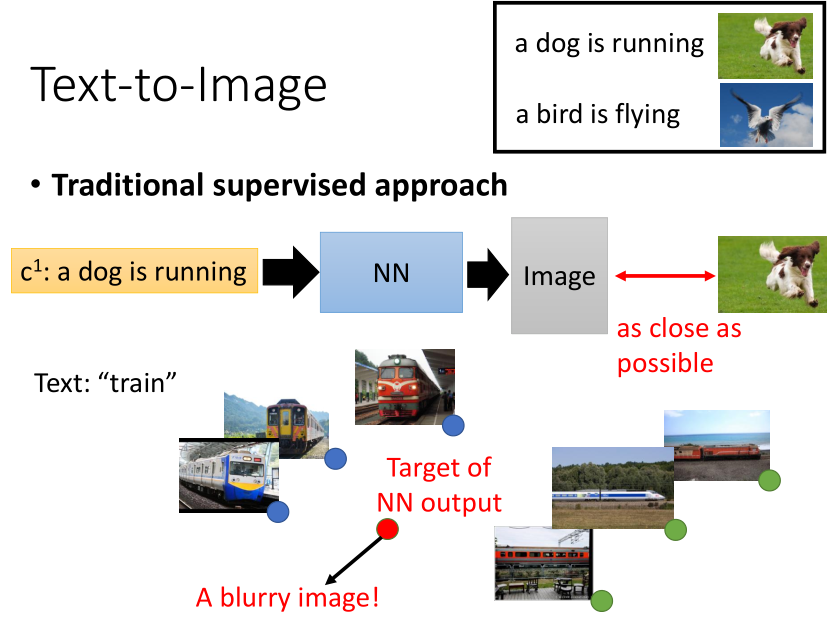 a dog is running
a bird is flying
Text-to-Image
• Traditional supervised approach
c¹: a dog is running
NN
Image
as close as
possible
Text: “train”
Target of
NN output
A blurry image!